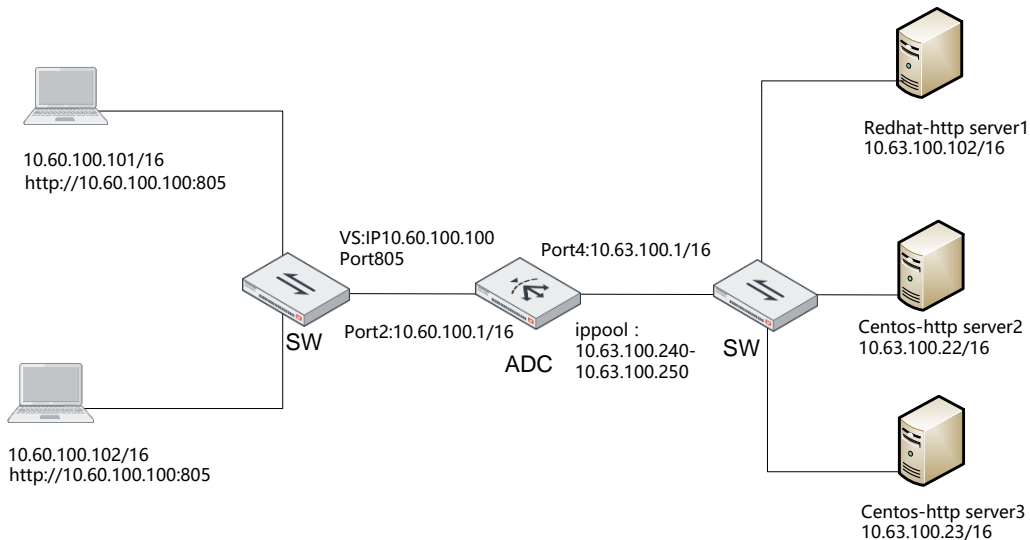 Redhat-http server1
10.63.100.102/16
10.60.100.101/16
http://10.60.100.100:805
VS:IP10.60.100.100
Port805
Port4:10.63.100.1/16
SW
Port2:10.60.100.1/16
ADC
ippool：
10.63.100.240-
10.63.100.250
SW
Centos-http server2
10.63.100.22/16
10.60.100.102/16
http://10.60.100.100:805
Centos-http server3
10.63.100.23/16